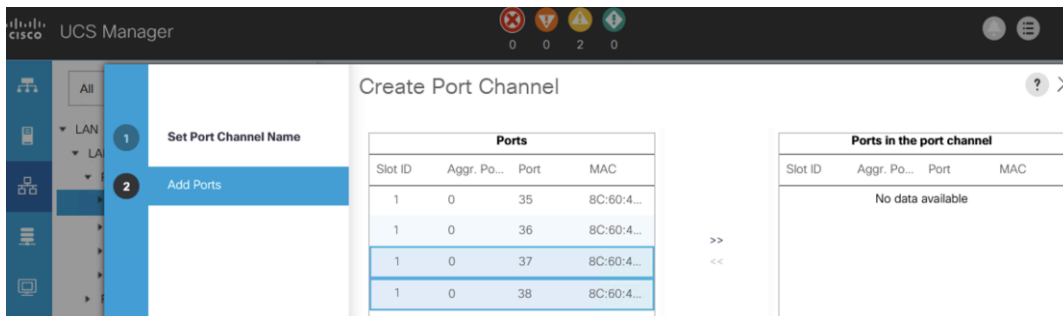 CISCO UCS Manager
0 0 2 0
All
Create Port Channel
?
LAN
1 Set Port Channel Name
2 Add Ports
Ports
Slot ID Aggr. Po... Port MAC
1 0 35 8C:60:4...
1 0 36 8C:60:4...
1 0 37 8C:60:4...
1 0 38 8C:60:4...
>>
<<
Ports in the port channel
Slot ID Aggr. Po... Port MAC
No data available